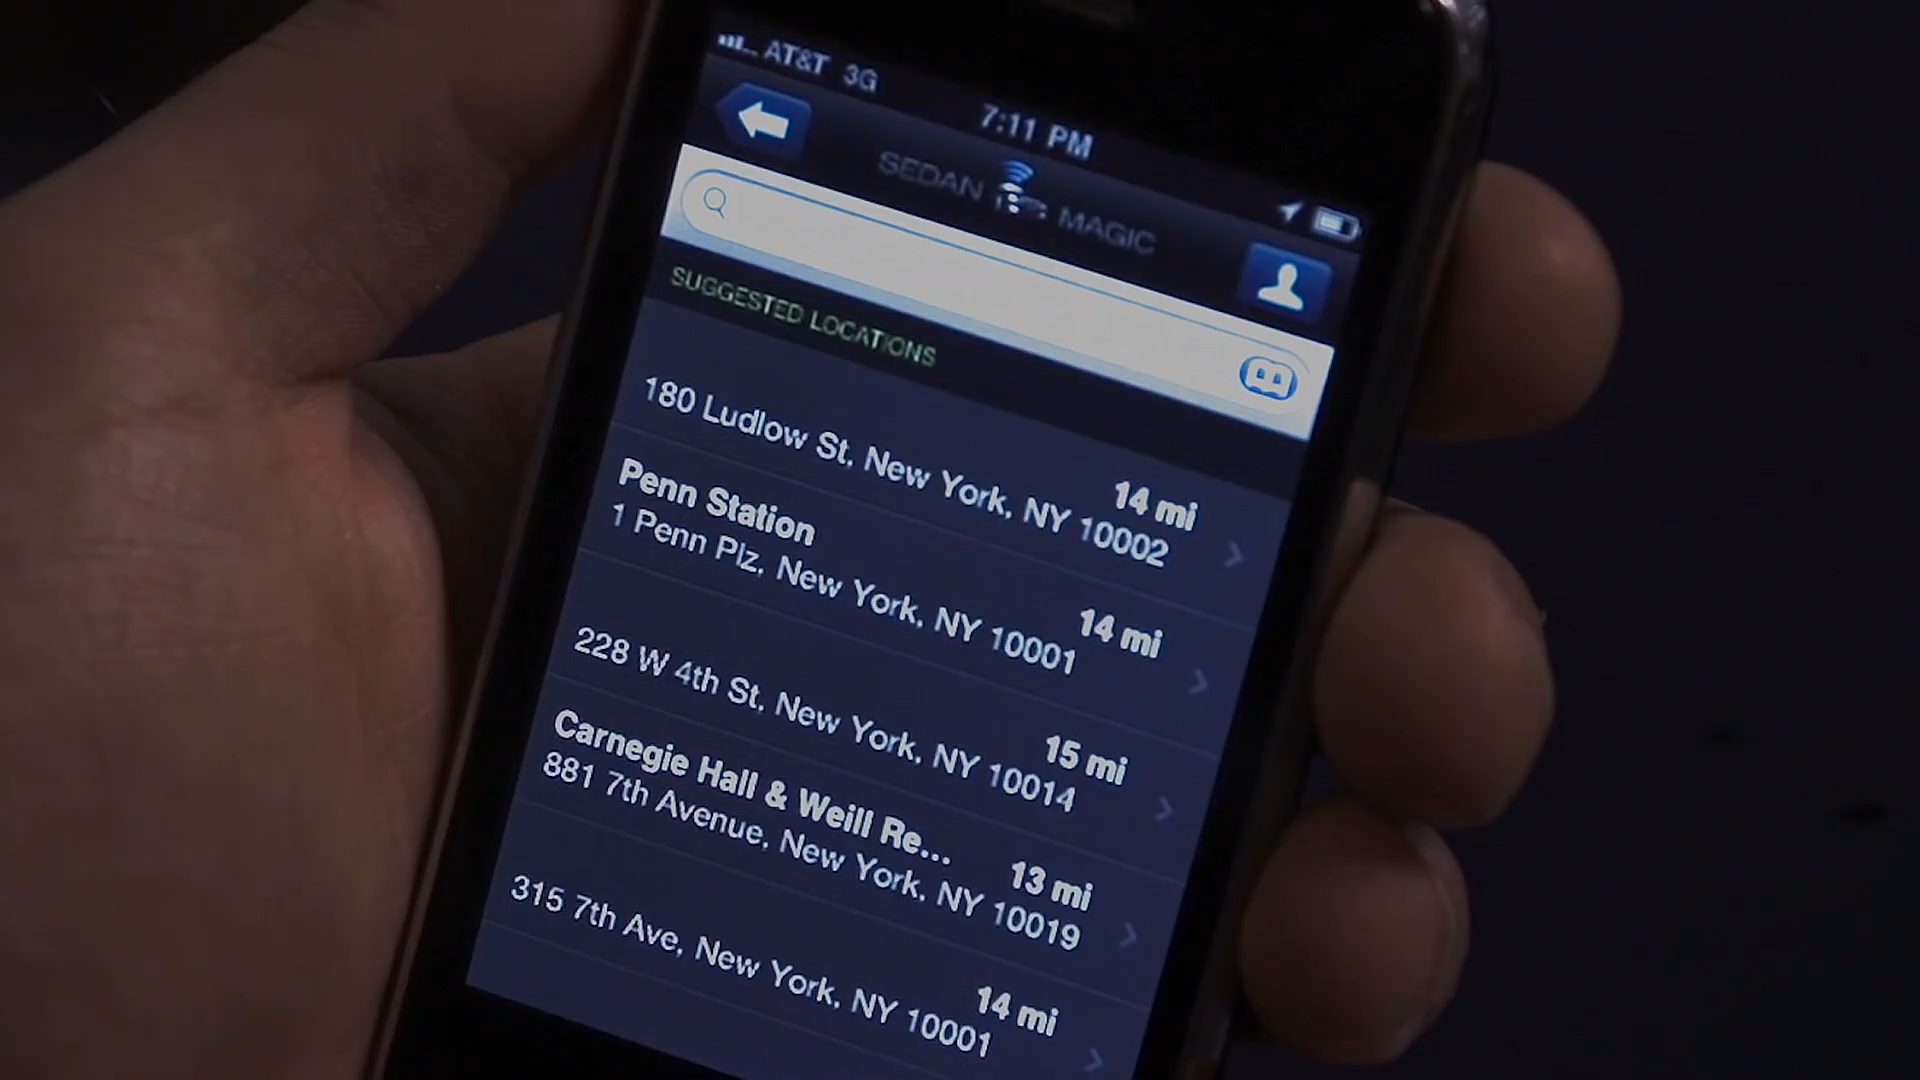 AT&T 3G
7:11 PM
SEDAN MAGIC
SUGGESTED LOCATIONS
180 Ludlow St, New York, NY 10002
14 mi
Penn Station
1 Penn Plz, New York, NY 10001
14 mi
228 W 4th St, New York, NY 10014
15 mi
Carnegie Hall & Weill Re...
881 7th Avenue, New York, NY 10019
13 mi
315 7th Ave, New York, NY 10001
14 mi